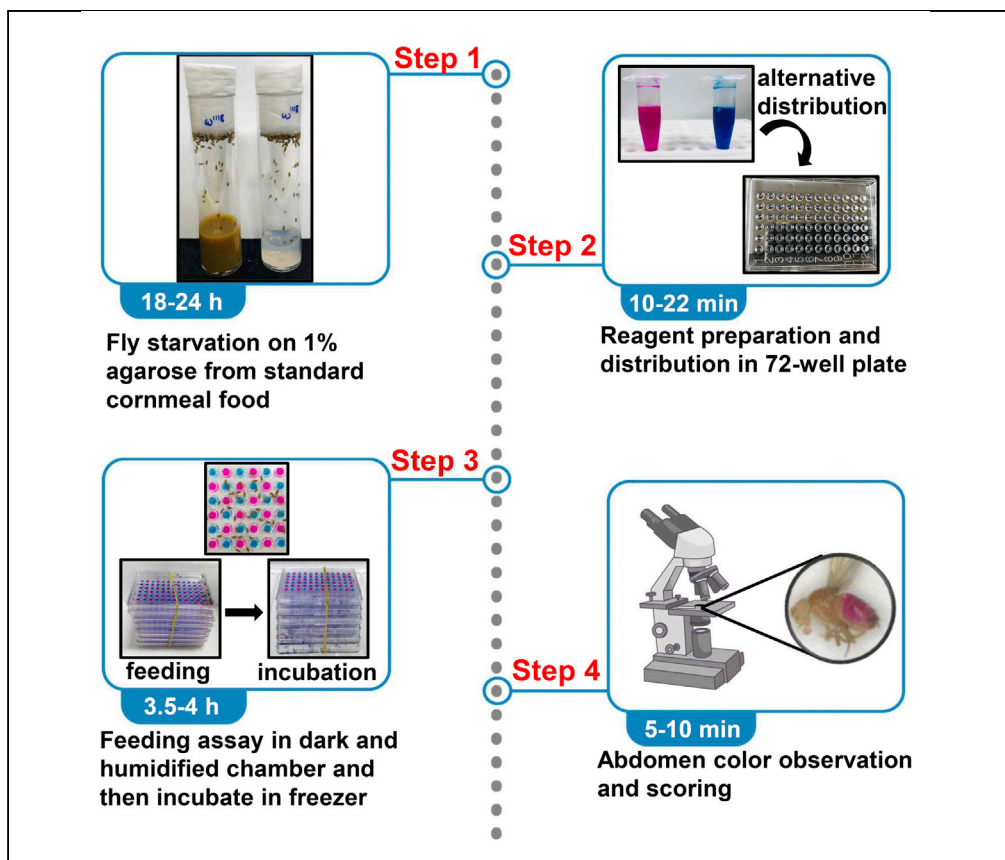 Step 1
18-24 h
Fly starvation on 1%
agarose from standard
cornmeal food
alternative
distribution
Step 2
10-22 min
Reagent preparation and
distribution in 72-well plate
Step 3
feeding
incubation
3.5-4 h
Feeding assay in dark and
humidified chamber and
then incubate in freezer
Step 4
5-10 min
Abdomen color observation
and scoring